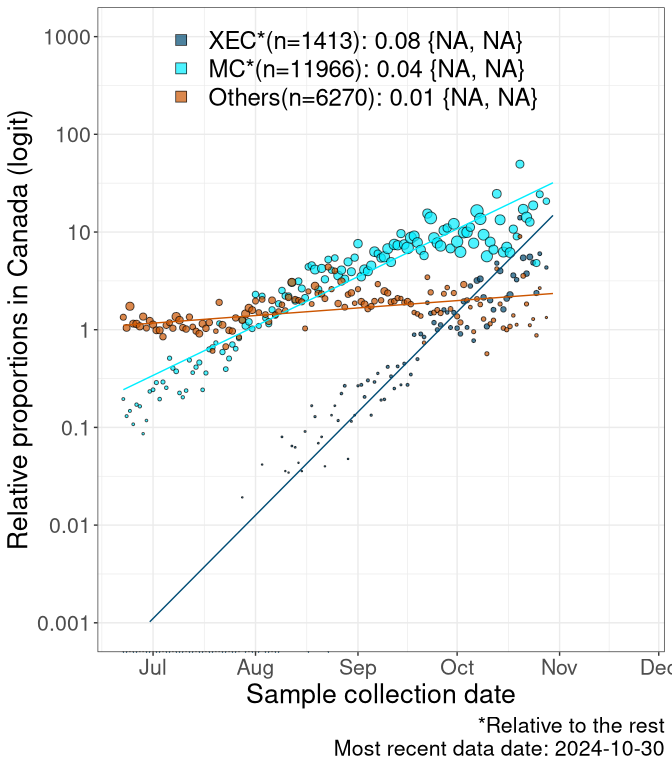 XEC*(n=1413): 0.08 {NA, NA}
MC*(n=11966): 0.04 {NA, NA}
Others(n=6270): 0.01 {NA, NA}
Relative proportions in Canada (logit)
1000
100
10
1
0.1
0.01
0.001
Jul Aug Sep Oct Nov Dec
Sample collection date
*Relative to the rest
Most recent data date: 2024-10-30